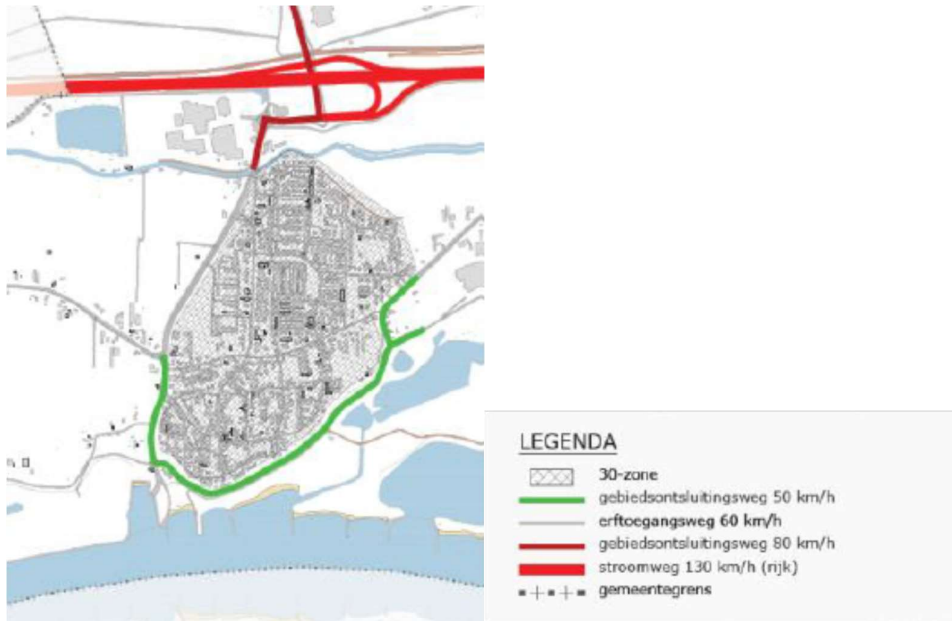 LEGENDA
30-zone
gebiedsontsluitingsweg 50 km/h
erftoegangsweg 60 km/h
gebiedsontsluitingsweg 80 km/h
stroomweg 130 km/h (rijk)
gemeentegrens